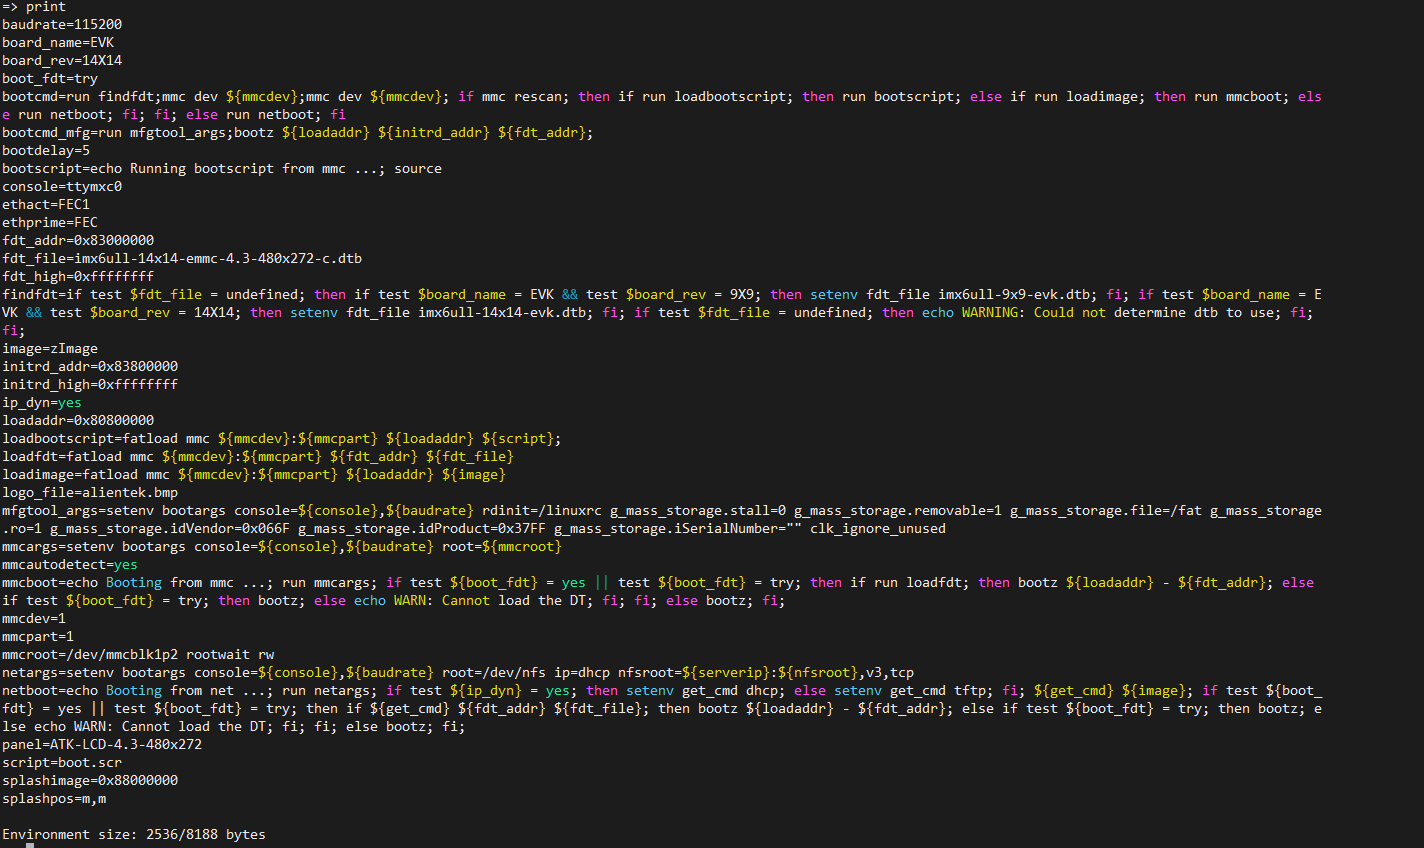 => print
baudrate=115200
board_name=EVK
board_rev=14X14
boot_fdt=try
bootcmd=run findfdt;mmc dev ${mmcdev};mmc dev ${mmcdev}; if mmc rescan; then if run loadbootscript; then run bootscript; else if run loadimage; then run mmcboot; els
e run netboot; fi; fi; else run netboot; fi
bootcmd_mfg=run mfgtool_args;bootz ${loadaddr} ${initrd_addr} ${fdt_addr};
bootdelay=5
bootscript=echo Running bootscript from mmc ...; source
console=ttymxc0
ethact=FEC1
ethprime=FEC
fdt_addr=0x83000000
fdt_file=imx6ull-14x14-emmc-4.3-480x272-c.dtb
fdt_high=0xffffffff
findfdt=if test $fdt_file = undefined; then if test $board_name = EVK && test $board_rev = 9X9; then setenv fdt_file imx6ull-9x9-evk.dtb; fi; if test $board_name = E
VK && test $board_rev = 14X14; then setenv fdt_file imx6ull-14x14-evk.dtb; fi; if test $fdt_file = undefined; then echo WARNING: Could not determine dtb to use; fi;
fi;
image=zImage
initrd_addr=0x83800000
initrd_high=0xffffffff
ip_dyn=yes
loadaddr=0x80800000
loadbootscript=fatload mmc ${mmcdev}:${mmcpart} ${loadaddr} ${script};
loadfdt=fatload mmc ${mmcdev}:${mmcpart} ${fdt_addr} ${fdt_file}
loadimage=fatload mmc ${mmcdev}:${mmcpart} ${loadaddr} ${image}
logo_file=alientek.bmp
mfgtool_args=setenv bootargs console=${console},${baudrate} rdinit=/linuxrc g_mass_storage.stall=0 g_mass_storage.removable=1 g_mass_storage.file=/fat g_mass_storage
.ro=1 g_mass_storage.idVendor=0x066F g_mass_storage.idProduct=0x37FF g_mass_storage.iSerialNumber="" clk_ignore_unused
mmcargs=setenv bootargs console=${console},${baudrate} root=${mmcroot}
mmcautodetect=yes
mmcboot=echo Booting from mmc ...; run mmcargs; if test ${boot_fdt} = yes || test ${boot_fdt} = try; then if run loadfdt; then bootz ${loadaddr} - ${fdt_addr}; else
if test ${boot_fdt} = try; then bootz; else echo WARN: Cannot load the DT; fi; fi; else bootz; fi;
mmcdev=1
mmcpart=1
mmcroot=/dev/mmcblk1p2 rootwait rw
netargs=setenv bootargs console=${console},${baudrate} root=/dev/nfs ip=dhcp nfsroot=${serverip}:${nfsroot},v3,tcp
netboot=echo Booting from net ...; run netargs; if test ${ip_dyn} = yes; then setenv get_cmd dhcp; else setenv get_cmd tftp; fi; ${get_cmd} ${image}; if test ${boot_
fdt} = yes || test ${boot_fdt} = try; then if ${get_cmd} ${fdt_addr} ${fdt_file}; then bootz ${loadaddr} - ${fdt_addr}; else if test ${boot_fdt} = try; then bootz; e
lse echo WARN: Cannot load the DT; fi; fi; else bootz; fi;
panel=ATK-LCD-4.3-480x272
script=boot.scr
splashimage=0x88000000
splashpos=m,m
Environment size: 2536/8188 bytes